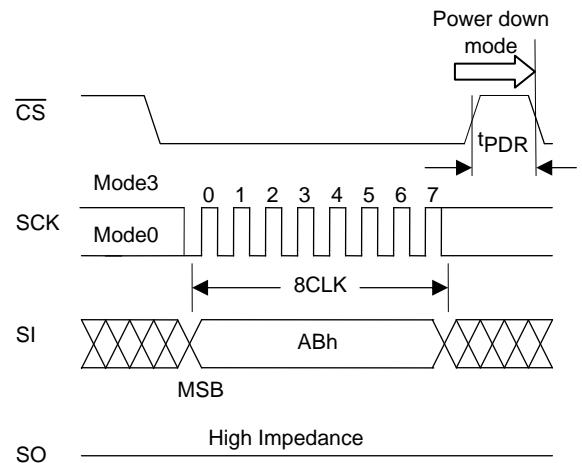 Power down
mode
CS
tPDR
Mode3
0 1 2 3 4 5 6 7
SCK
Mode0
8CLK
SI
ABh
MSB
High Impedance
SO